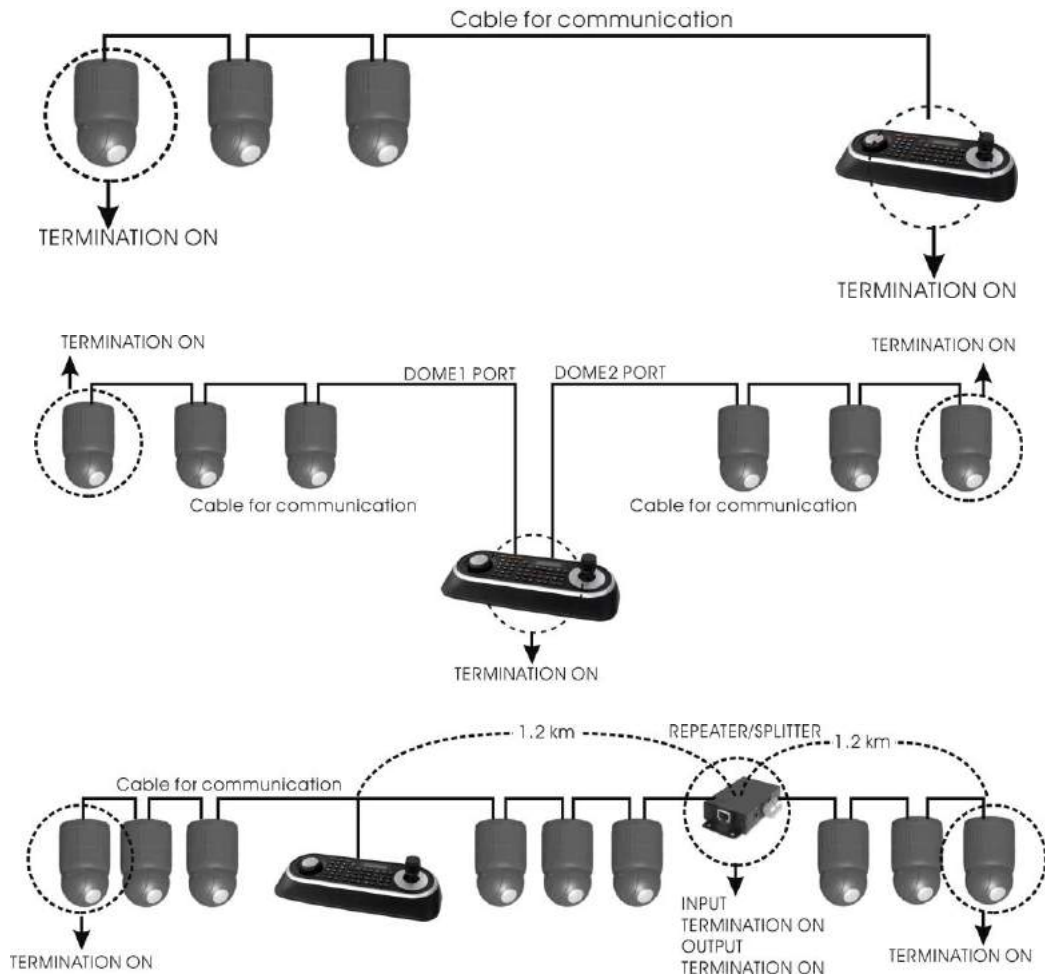 Cable for communication
TERMINATION ON
TERMINATION ON
TERMINATION ON
TERMINATION ON
DOME1 PORT
DOME2 PORT
Cable for communication
Cable for communication
TERMINATION ON
1.2 km
REPEATER/SPLITTER
1.2 km
Cable for communication
INPUT
TERMINATION ON
OUTPUT
TERMINATION ON
TERMINATION ON
TERMINATION ON